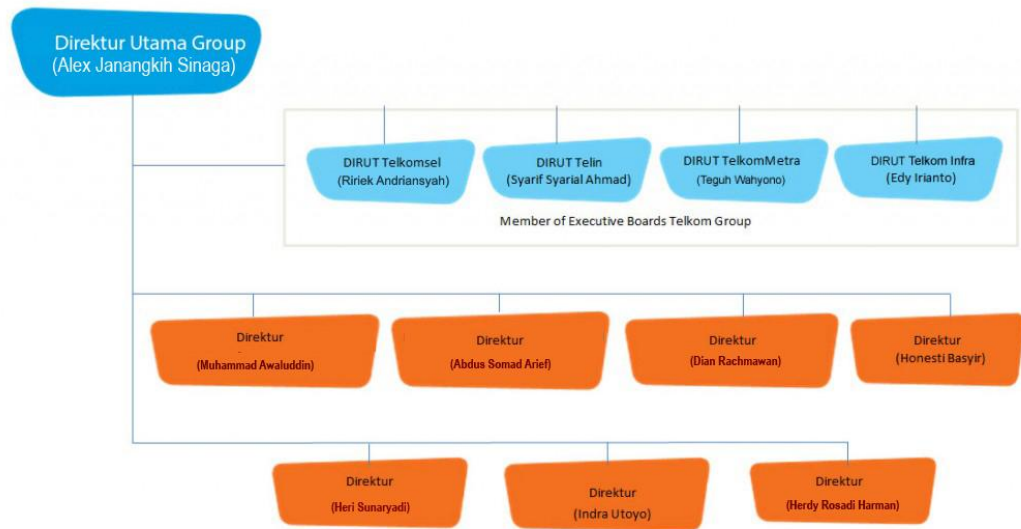 Direktur Utama Group
(Alex Janangkih Sinaga)
DIRUT Telkomsel
(Ririek Andriansyah)
DIRUT Telin
(Syarif Syarial Ahmad)
DIRUT TelkomMetra
(Teguh Wahyono)
DIRUT Telkom Infra
(Edy Irianto)
Member of Executive Boards Telkom Group
Direktur
(Muhammad Awaluddin)
Direktur
(Abdus Somad Arief)
Direktur
(Dian Rachmawan)
Direktur
(Honesti Basyir)
Direktur
(Heri Sunaryadi)
Direktur
(Indra Utoyo)
Direktur
(Herdy Rosadi Harman)